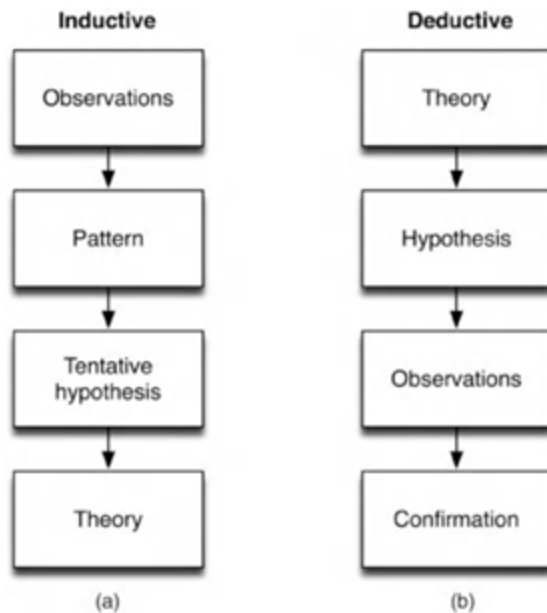 Inductive
Observations
Pattern
Tentative
hypothesis
Theory
(a)
Deductive
Theory
Hypothesis
Observations
Confirmation
(b)